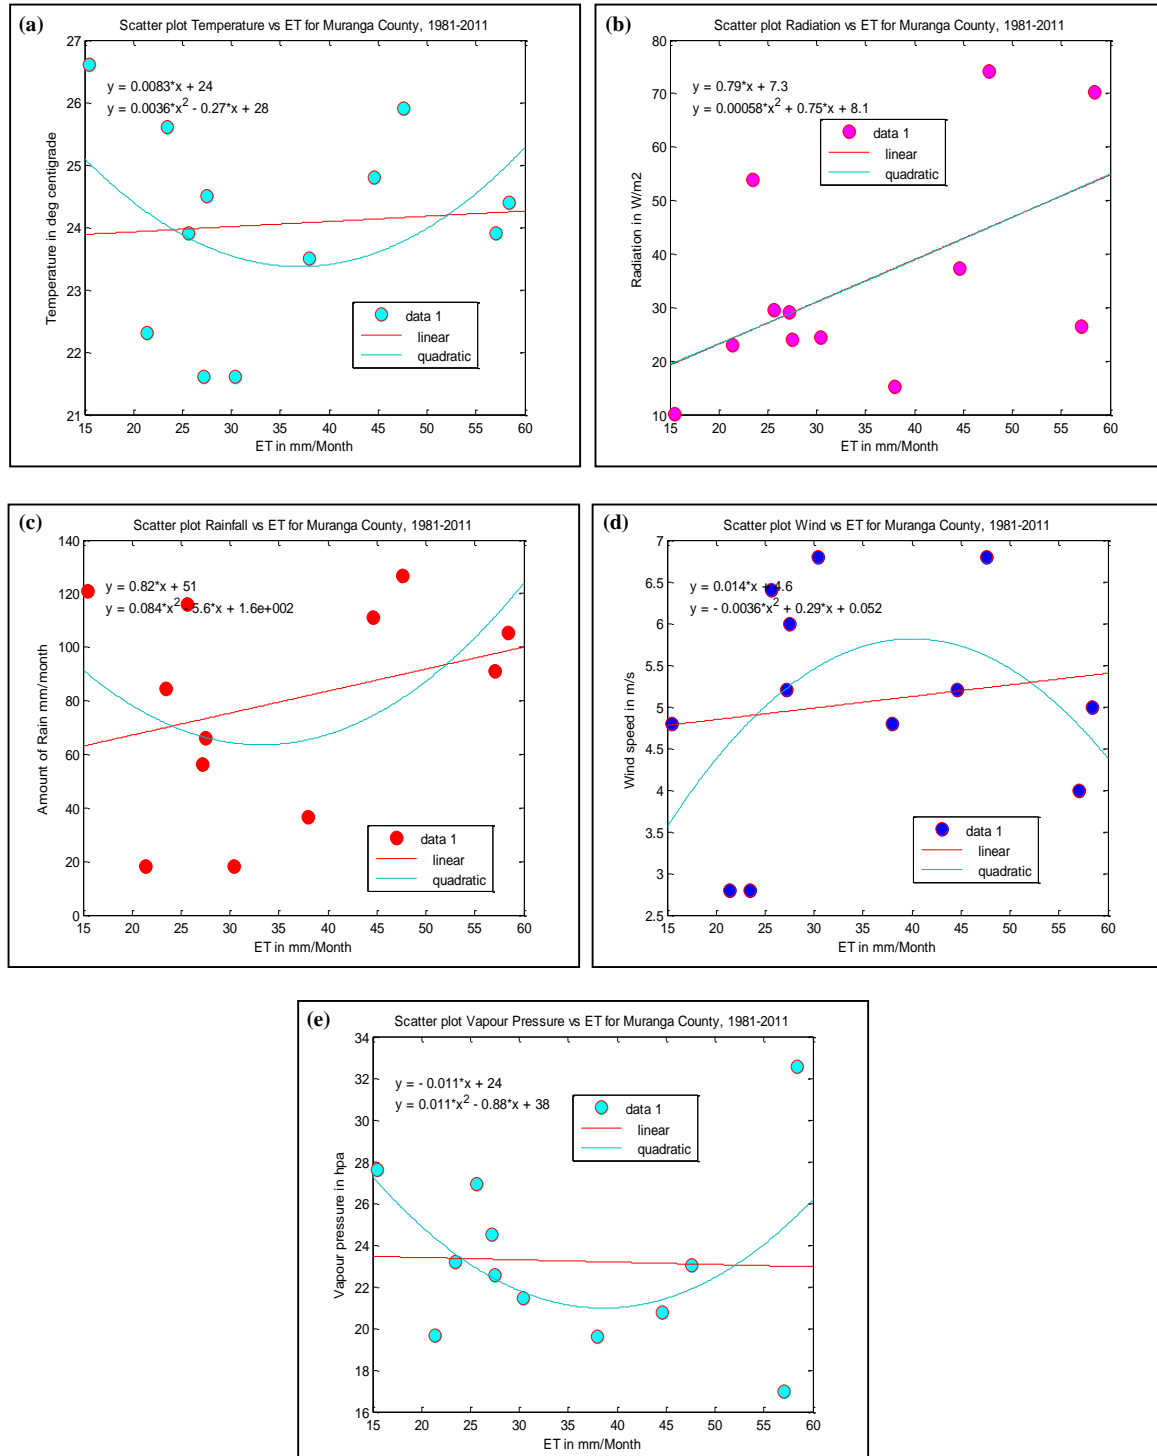 (a)
Scatter plot Temperature vs ET for Muranga County, 1981-2011
27
26
25
24
23
22
21
Temperature in deg centigrade
y = 0.0083*x + 24
y = 0.0036*x² - 0.27*x + 28
data 1
linear
quadratic
15 20 25 30 35 40 45 50 55 60
ET in mm/Month
(b)
Scatter plot Radiation vs ET for Muranga County, 1981-2011
80
70
60
50
40
30
20
10
Radiation in W/m2
y = 0.79*x + 7.3
y = 0.00058*x² + 0.75*x + 8.1
data 1
linear
quadratic
15 20 25 30 35 40 45 50 55 60
ET in mm/Month
(c)
Scatter plot Rainfall vs ET for Muranga County, 1981-2011
140
120
100
80
60
40
20
0
Amount of Rain mm/month
y = 0.82*x + 51
y = 0.084*x² - 5.6*x + 1.6e+002
data 1
linear
quadratic
15 20 25 30 35 40 45 50 55 60
ET in mm/Month
(d)
Scatter plot Wind vs ET for Muranga County, 1981-2011
7
6.5
6
5.5
5
4.5
4
3.5
3
2.5
Wind speed in m/s
y = 0.014*x + 4.6
y = - 0.0036*x² + 0.29*x + 0.052
data 1
linear
quadratic
15 20 25 30 35 40 45 50 55 60
ET in mm/Month
(e)
Scatter plot Vapour Pressure vs ET for Muranga County, 1981-2011
34
32
30
28
26
24
22
20
18
16
Vapour pressure in hpa
y = - 0.011*x + 24
y = 0.011*x² - 0.88*x + 38
data 1
linear
quadratic
15 20 25 30 35 40 45 50 55 60
ET in mm/Month